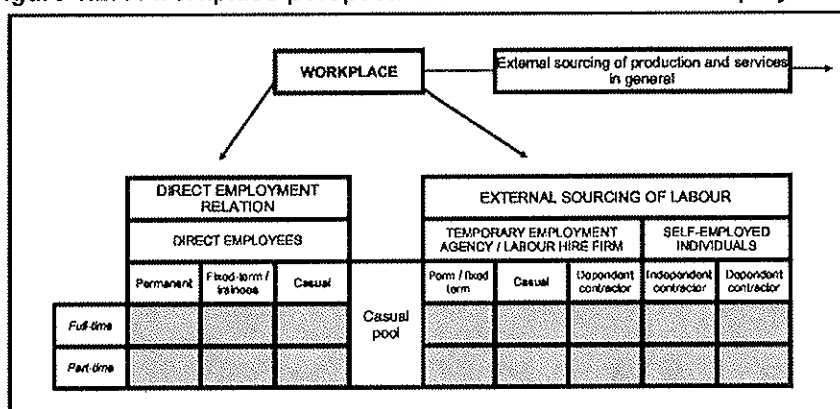 WORKPLACE
External sourcing of production and services
in general
DIRECT EMPLOYMENT
RELATION
EXTERNAL SOURCING OF LABOUR
DIRECT EMPLOYEES
TEMPORARY EMPLOYMENT
AGENCY / LABOUR HIRE FIRM
SELF-EMPLOYED
INDIVIDUALS
Permanent
Fixed-term /
trainees
Casual
Casual
pool
Perm / fixed
term
Casual
Dependent
contractor
Independent
contractor
Dependent
contractor
Full-time
Part-time